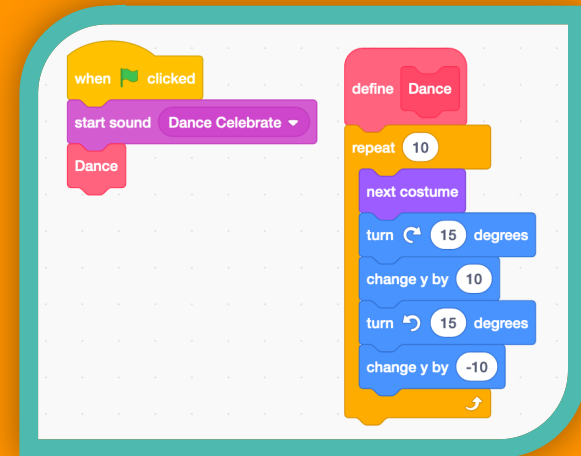 when clicked
start sound Dance Celebrate
Dance
define Dance
repeat 10
next costume
turn 15 degrees
change y by 10
turn 15 degrees
change y by -10